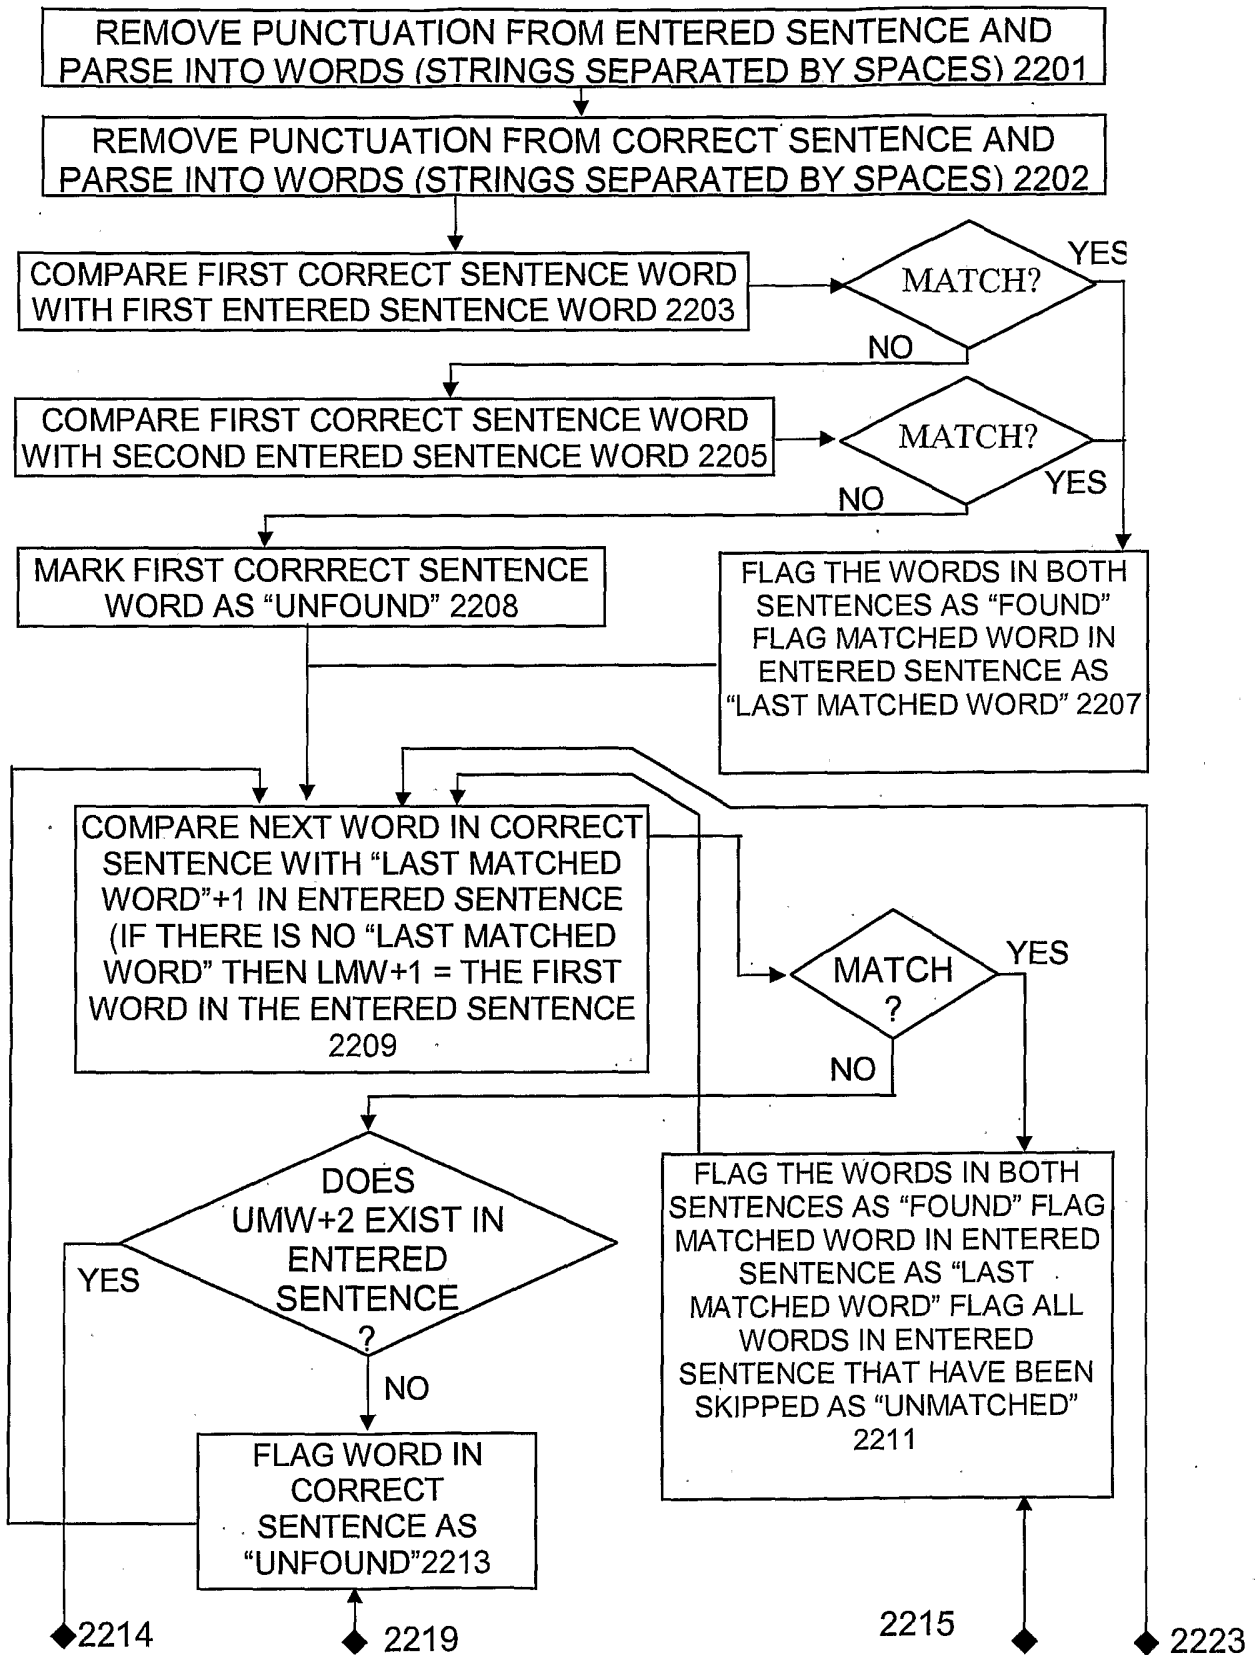 REMOVE PUNCTUATION FROM ENTERED SENTENCE AND
PARSE INTO WORDS (STRINGS SEPARATED BY SPACES) 2201
REMOVE PUNCTUATION FROM CORRECT SENTENCE AND
PARSE INTO WORDS (STRINGS SEPARATED BY SPACES) 2202
COMPARE FIRST CORRECT SENTENCE WORD
WITH FIRST ENTERED SENTENCE WORD 2203
MATCH?
YES
NO
COMPARE FIRST CORRECT SENTENCE WORD
WITH SECOND ENTERED SENTENCE WORD 2205
MATCH?
YES
NO
MARK FIRST CORRRECT SENTENCE
WORD AS “UNFOUND” 2208
FLAG THE WORDS IN BOTH
SENTENCES AS “FOUND”
FLAG MATCHED WORD IN
ENTERED SENTENCE AS
“LAST MATCHED WORD” 2207
COMPARE NEXT WORD IN CORRECT
SENTENCE WITH “LAST MATCHED
WORD”+1 IN ENTERED SENTENCE
(IF THERE IS NO “LAST MATCHED
WORD” THEN LMW+1 = THE FIRST
WORD IN THE ENTERED SENTENCE
2209
MATCH
?
YES
NO
DOES
UMW+2 EXIST IN
ENTERED
SENTENCE
?
YES
NO
FLAG THE WORDS IN BOTH
SENTENCES AS “FOUND” FLAG
MATCHED WORD IN ENTERED
SENTENCE AS “LAST
MATCHED WORD” FLAG ALL
WORDS IN ENTERED
SENTENCE THAT HAVE BEEN
SKIPPED AS “UNMATCHED”
2211
FLAG WORD IN
CORRECT
SENTENCE AS
“UNFOUND”2213
2214
2219
2215
2223